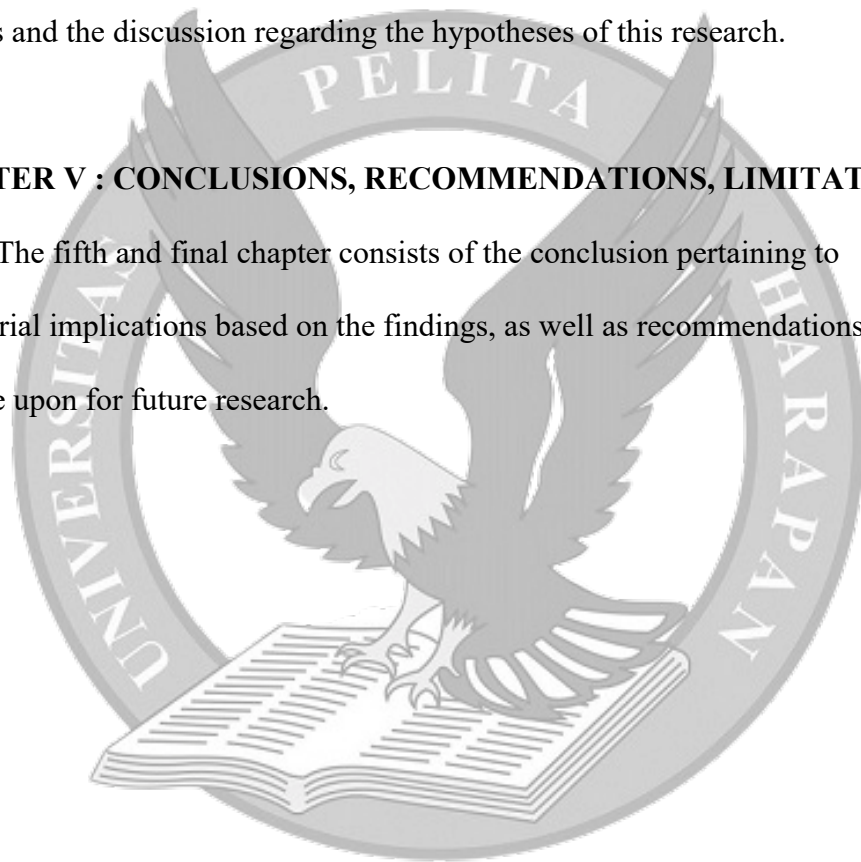 s and the discussion regarding the hypotheses of this research.
TER V : CONCLUSIONS, RECOMMENDATIONS, LIMITAT
The fifth and final chapter consists of the conclusion pertaining to
rial implications based on the findings, as well as recommendations
e upon for future research.
UNIVERSITAS PELITA HARAPAN